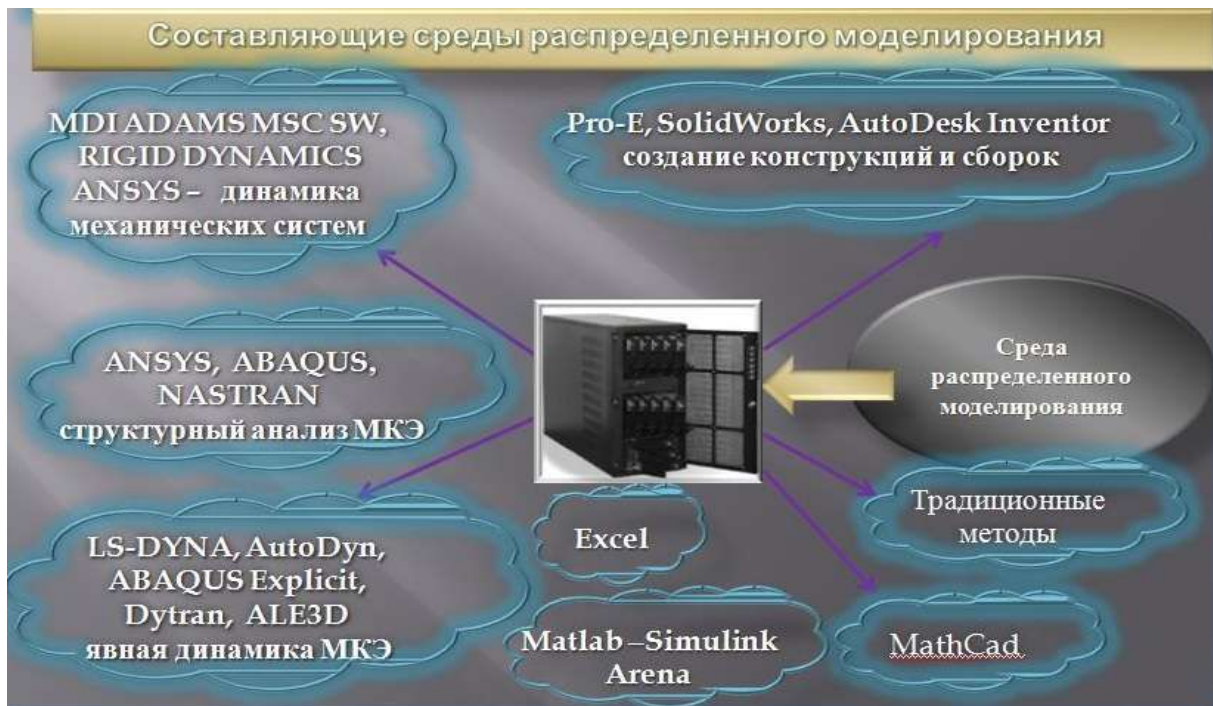 Составляющие среды распределенного моделирования
MDI ADAMS MSC SW,
RIGID DYNAMICS
ANSYS – динамика
механических систем
Pro-E, SolidWorks, AutoDesk Inventor
создание конструкций и сборок
ANSYS, ABAQUS,
NASTRAN
структурный анализ МКЭ
Среда
распределенного
моделирования
LS-DYNA, AutoDyn,
ABAQUS Explicit,
Dytran, ALE3D
явная динамика МКЭ
Excel
Традиционные
методы
Matlab –Simulink
Arena
MathCad